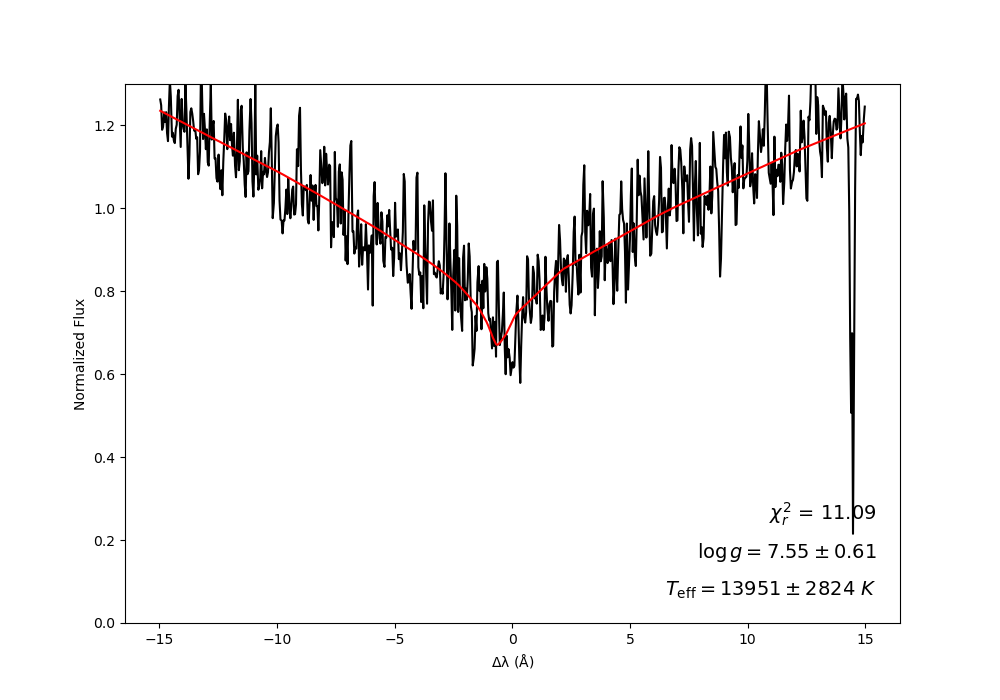 1.2
1.0
0.8
0.6
0.4
0.2
0.0
Normalized Flux
χ²ᵣ = 11.09
log g = 7.55 ± 0.61
T_eff = 13951 ± 2824 K
−15 −10 −5 0 5 10 15
Δλ (Å)